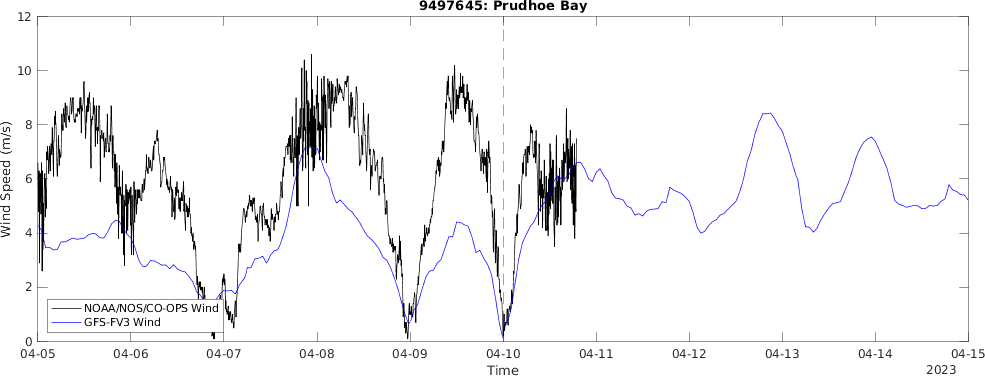 9497645: Prudhoe Bay
12
10
8
6
4
2
0
Wind Speed (m/s)
NOAA/NOS/CO-OPS Wind
GFS-FV3 Wind
04-05 04-06 04-07 04-08 04-09 04-10 04-11 04-12 04-13 04-14 04-15
Time
2023